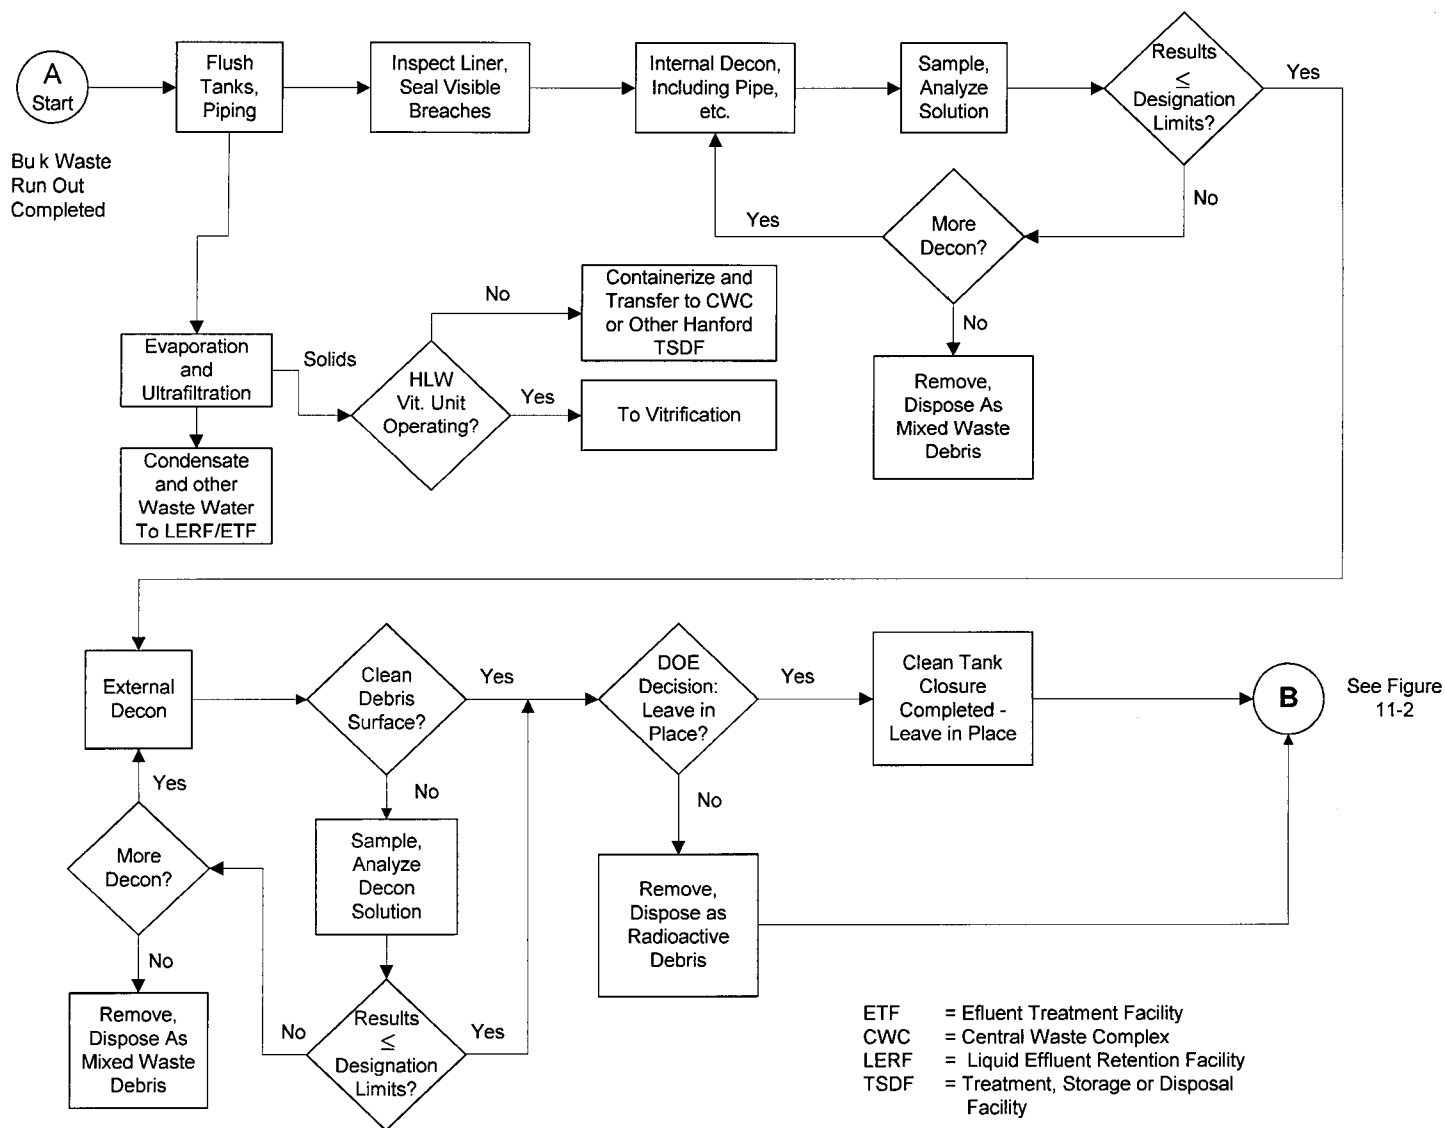 A
Start
Bu k Waste
Run Out
Completed
Flush
Tanks,
Piping
Inspect Liner,
Seal Visible
Breaches
Internal Decon,
Including Pipe,
etc.
Sample,
Analyze
Solution
Results
≤
Designation
Limits?
Yes
No
More
Decon?
Yes
No
Remove,
Dispose As
Mixed Waste
Debris
Evaporation
and
Ultrafiltration
Solids
Condensate
and other
Waste Water
To LERF/ETF
HLW
Vit. Unit
Operating?
No
Containerize and
Transfer to CWC
or Other Hanford
TSDF
Yes
To Vitrification
External
Decon
Clean
Debris
Surface?
Yes
No
Sample,
Analyze
Decon
Solution
Results
≤
Designation
Limits?
Yes
No
More
Decon?
Yes
No
Remove,
Dispose As
Mixed Waste
Debris
DOE
Decision:
Leave in
Place?
Yes
Clean Tank
Closure
Completed -
Leave in Place
No
Remove,
Dispose as
Radioactive
Debris
B
See Figure
11-2
ETF = Efluent Treatment Facility
CWC = Central Waste Complex
LERF = Liquid Effluent Retention Facility
TSDF = Treatment, Storage or Disposal
Facility